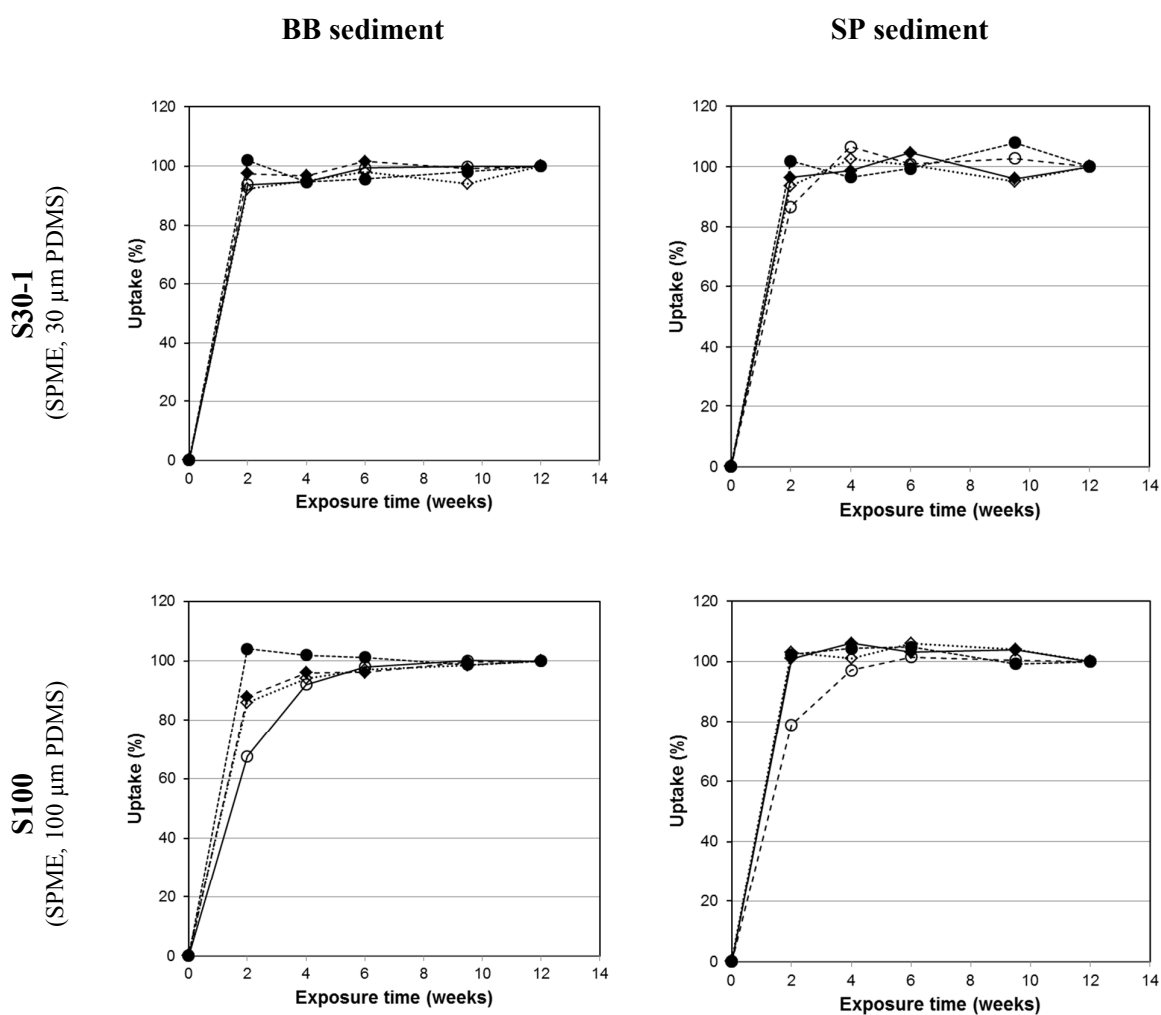 BB sediment
SP sediment
S30-1
(SPME, 30 µm PDMS)
120
100
80
60
40
20
0
Uptake (%)
0 2 4 6 8 10 12 14
Exposure time (weeks)
120
100
80
60
40
20
0
Uptake (%)
0 2 4 6 8 10 12 14
Exposure time (weeks)
S100
(SPME, 100 µm PDMS)
120
100
80
60
40
20
0
Uptake (%)
0 2 4 6 8 10 12 14
Exposure time (weeks)
120
100
80
60
40
20
0
Uptake (%)
0 2 4 6 8 10 12 14
Exposure time (weeks)